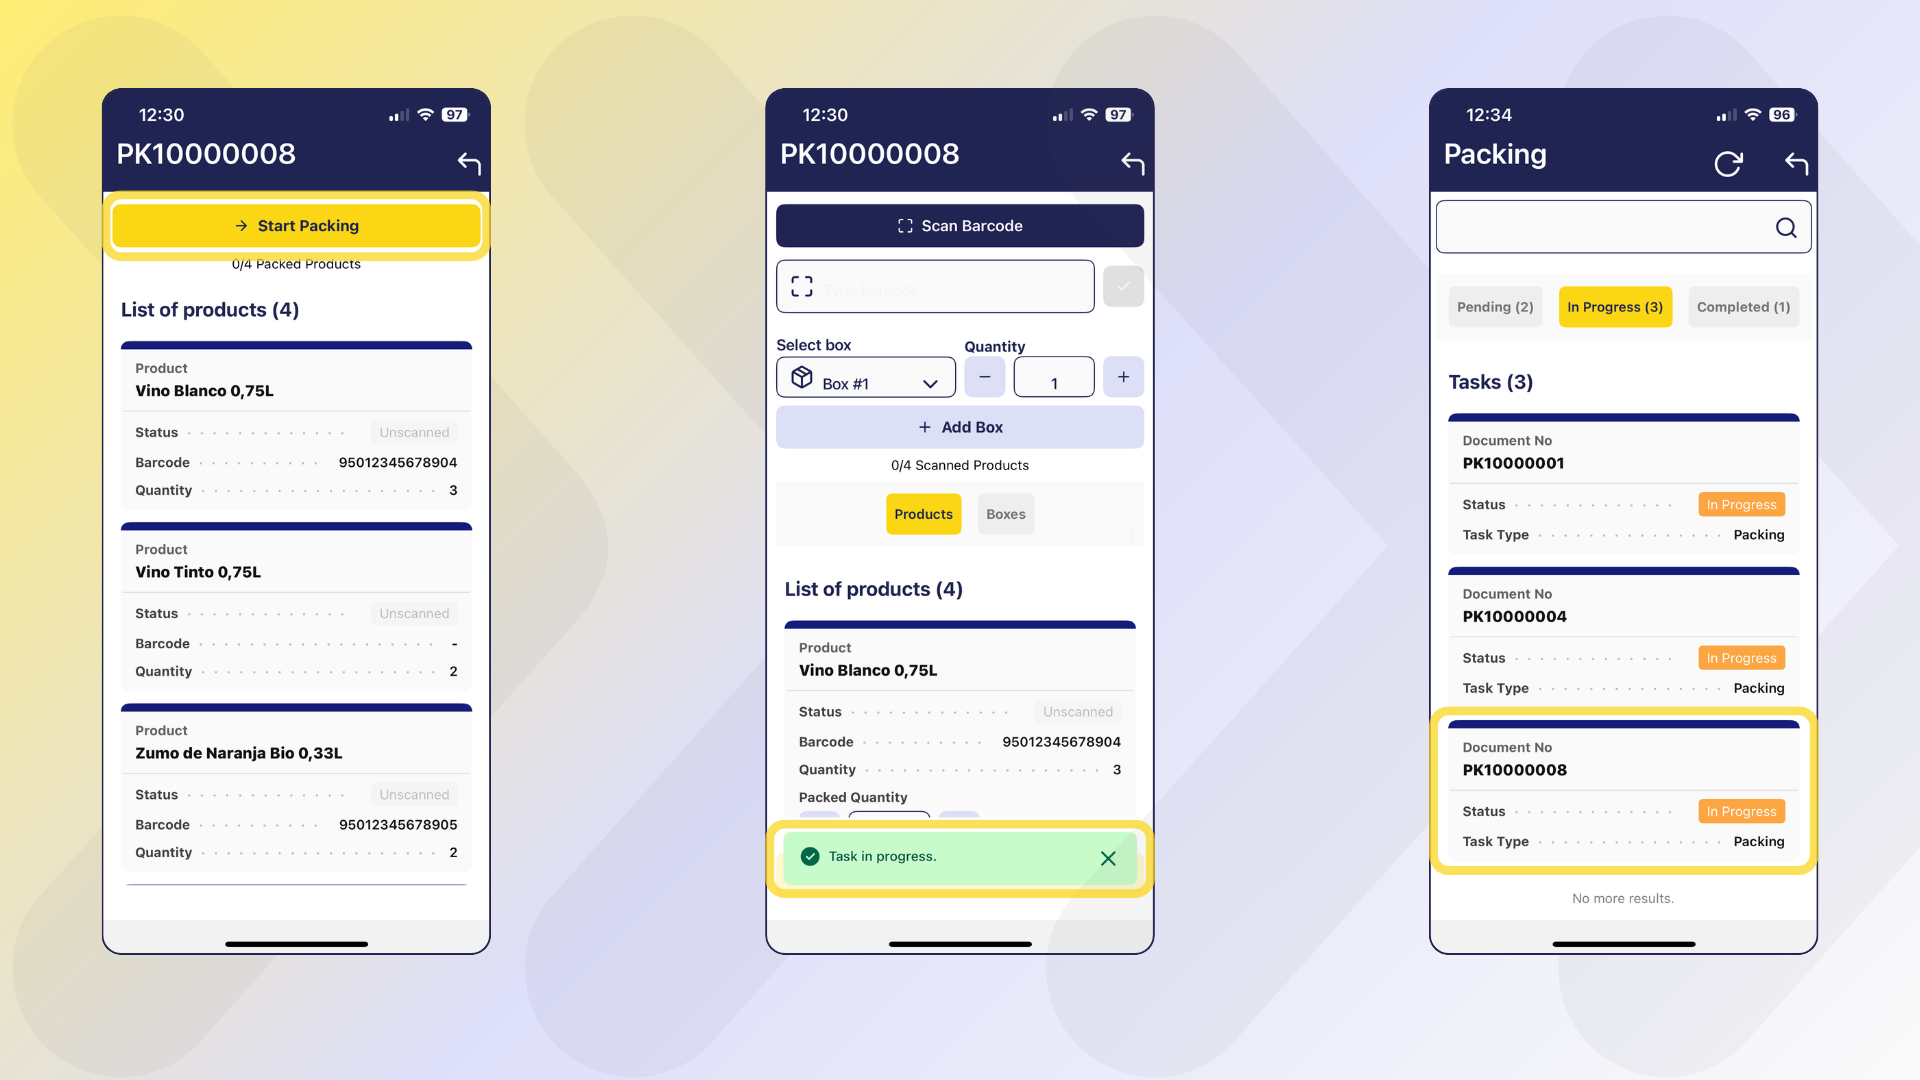 12:30
97
PK10000008
Start Packing
0/4 Packed Products
List of products (4)
Product
Vino Blanco 0,75L
Status
Unscanned
Barcode
95012345678904
Quantity
3
Product
Vino Tinto 0,75L
Status
Unscanned
Barcode
-
Quantity
2
Product
Zumo de Naranja Bio 0,33L
Status
Unscanned
Barcode
95012345678905
Quantity
2
12:30
97
PK10000008
Scan Barcode
Type barcode
Select box
Quantity
Box #1
−
1
+
+ Add Box
0/4 Scanned Products
Products
Boxes
List of products (4)
Product
Vino Blanco 0,75L
Status
Unscanned
Barcode
95012345678904
Quantity
3
Packed Quantity
Task in progress.
12:34
96
Packing
Pending (2)
In Progress (3)
Completed (1)
Tasks (3)
Document No
PK10000001
Status
In Progress
Task Type
Packing
Document No
PK10000004
Status
In Progress
Task Type
Packing
Document No
PK10000008
Status
In Progress
Task Type
Packing
No more results.